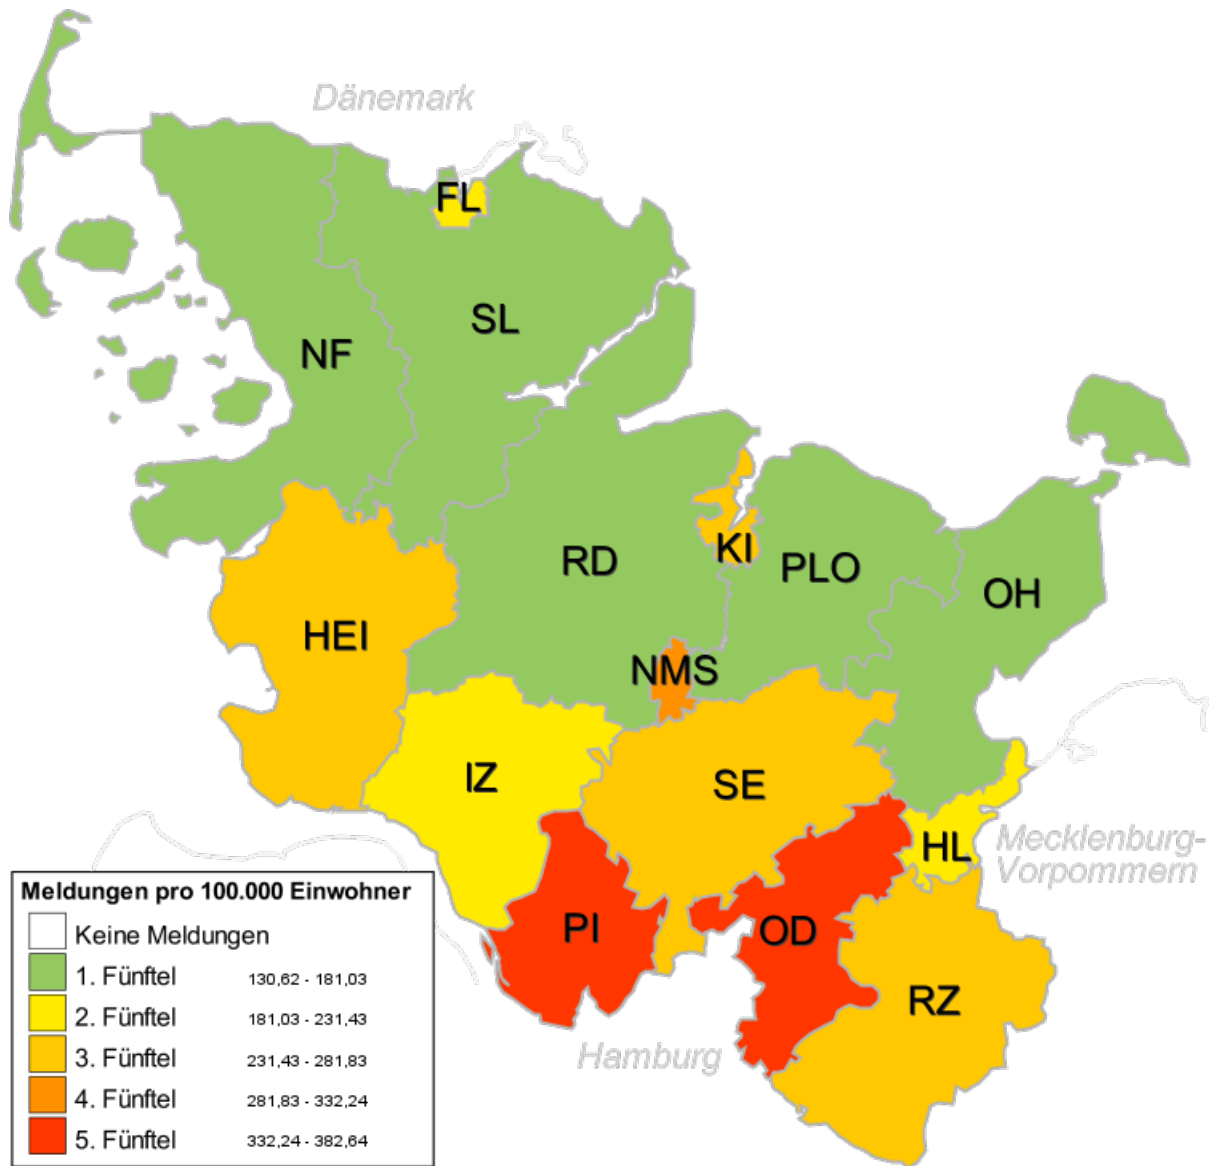 Dänemark
FL
SL
NF
RD
KI
PLO
OH
HEI
NMS
IZ
SE
HL
Mecklenburg-
Vorpommern
PI
OD
RZ
Hamburg
Meldungen pro 100.000 Einwohner
Keine Meldungen
1. Fünftel 130,62 - 181,03
2. Fünftel 181,03 - 231,43
3. Fünftel 231,43 - 281,83
4. Fünftel 281,83 - 332,24
5. Fünftel 332,24 - 382,64